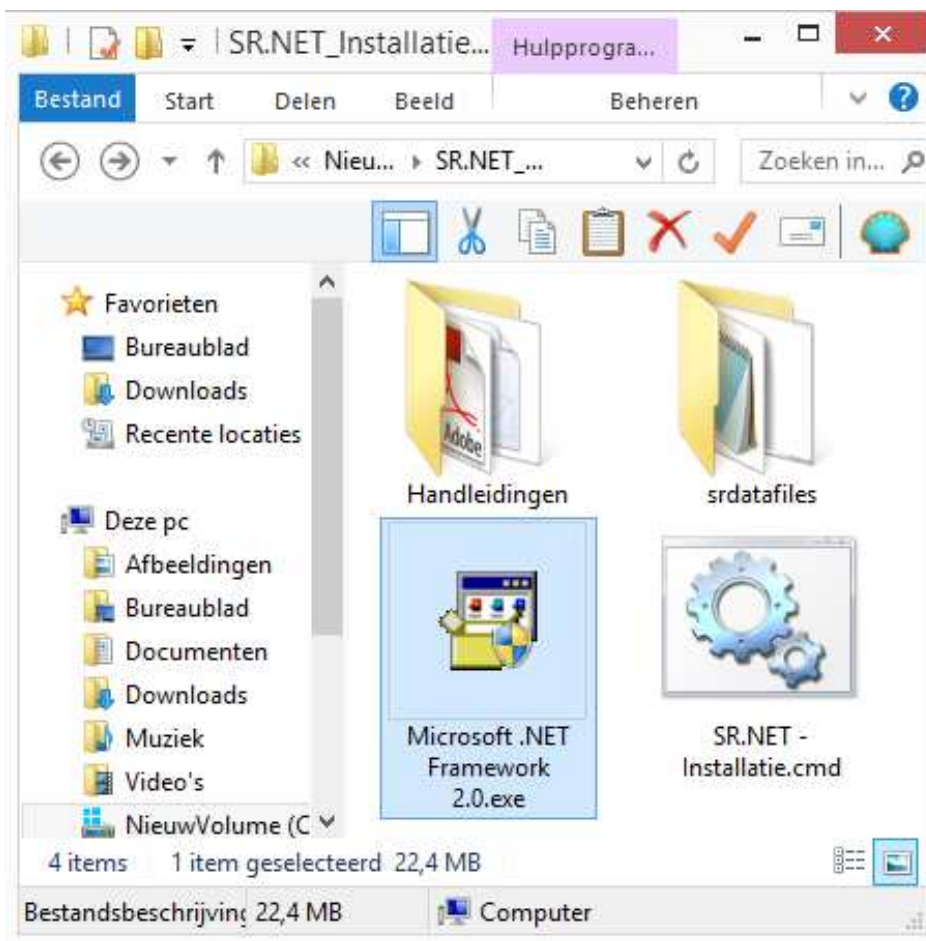 SR.NET_Installatie... Hulpprogra...
Bestand Start Delen Beeld Beheren
« Nieu... SR.NET_... Zoeken in...
Favorieten
Bureaublad
Downloads
Recente locaties
Deze pc
Afbeeldingen
Bureaublad
Documenten
Downloads
Muziek
Video's
NieuwVolume (C
Adobe
Handleidingen
srdatafiles
Microsoft .NET
Framework
2.0.exe
SR.NET -
Installatie.cmd
4 items 1 item geselecteerd 22,4 MB
Bestandsbeschrijving 22,4 MB Computer